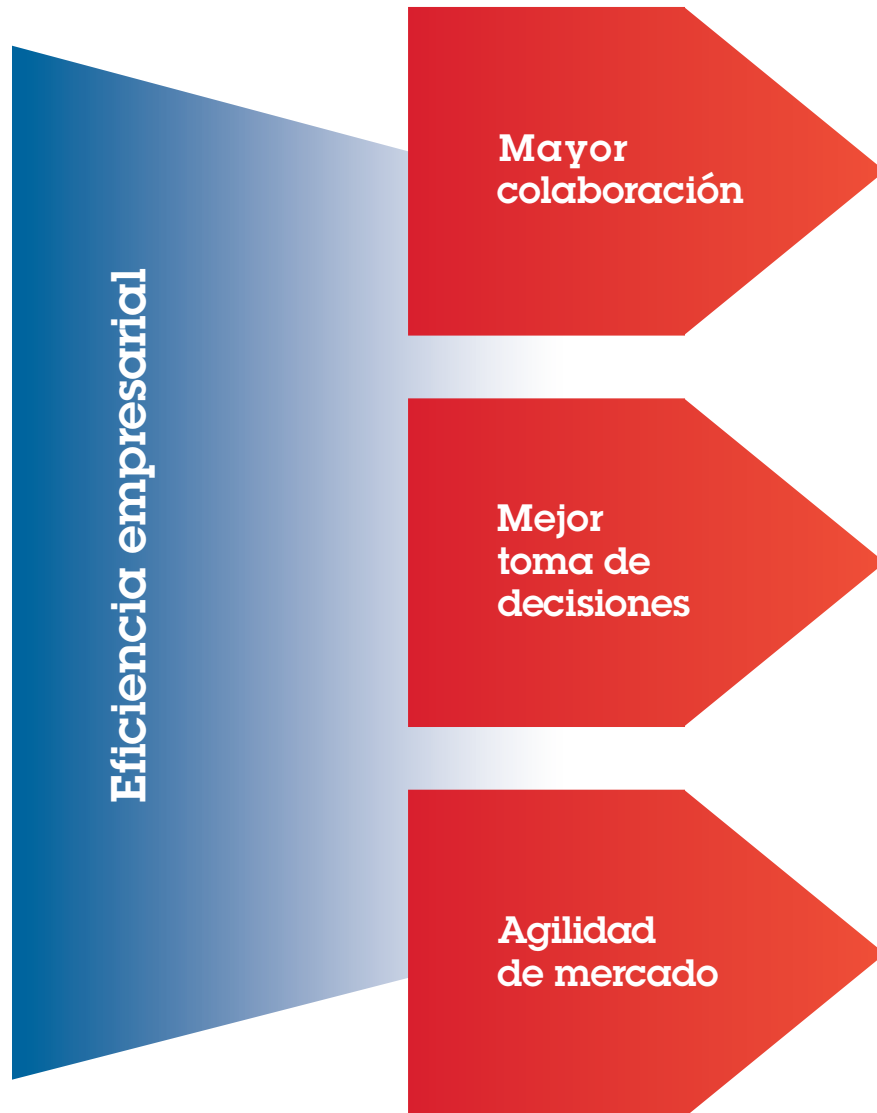 Eficiencia empresarial
Mayor
colaboración
Mejor
toma de
decisiones
Agilidad
de mercado